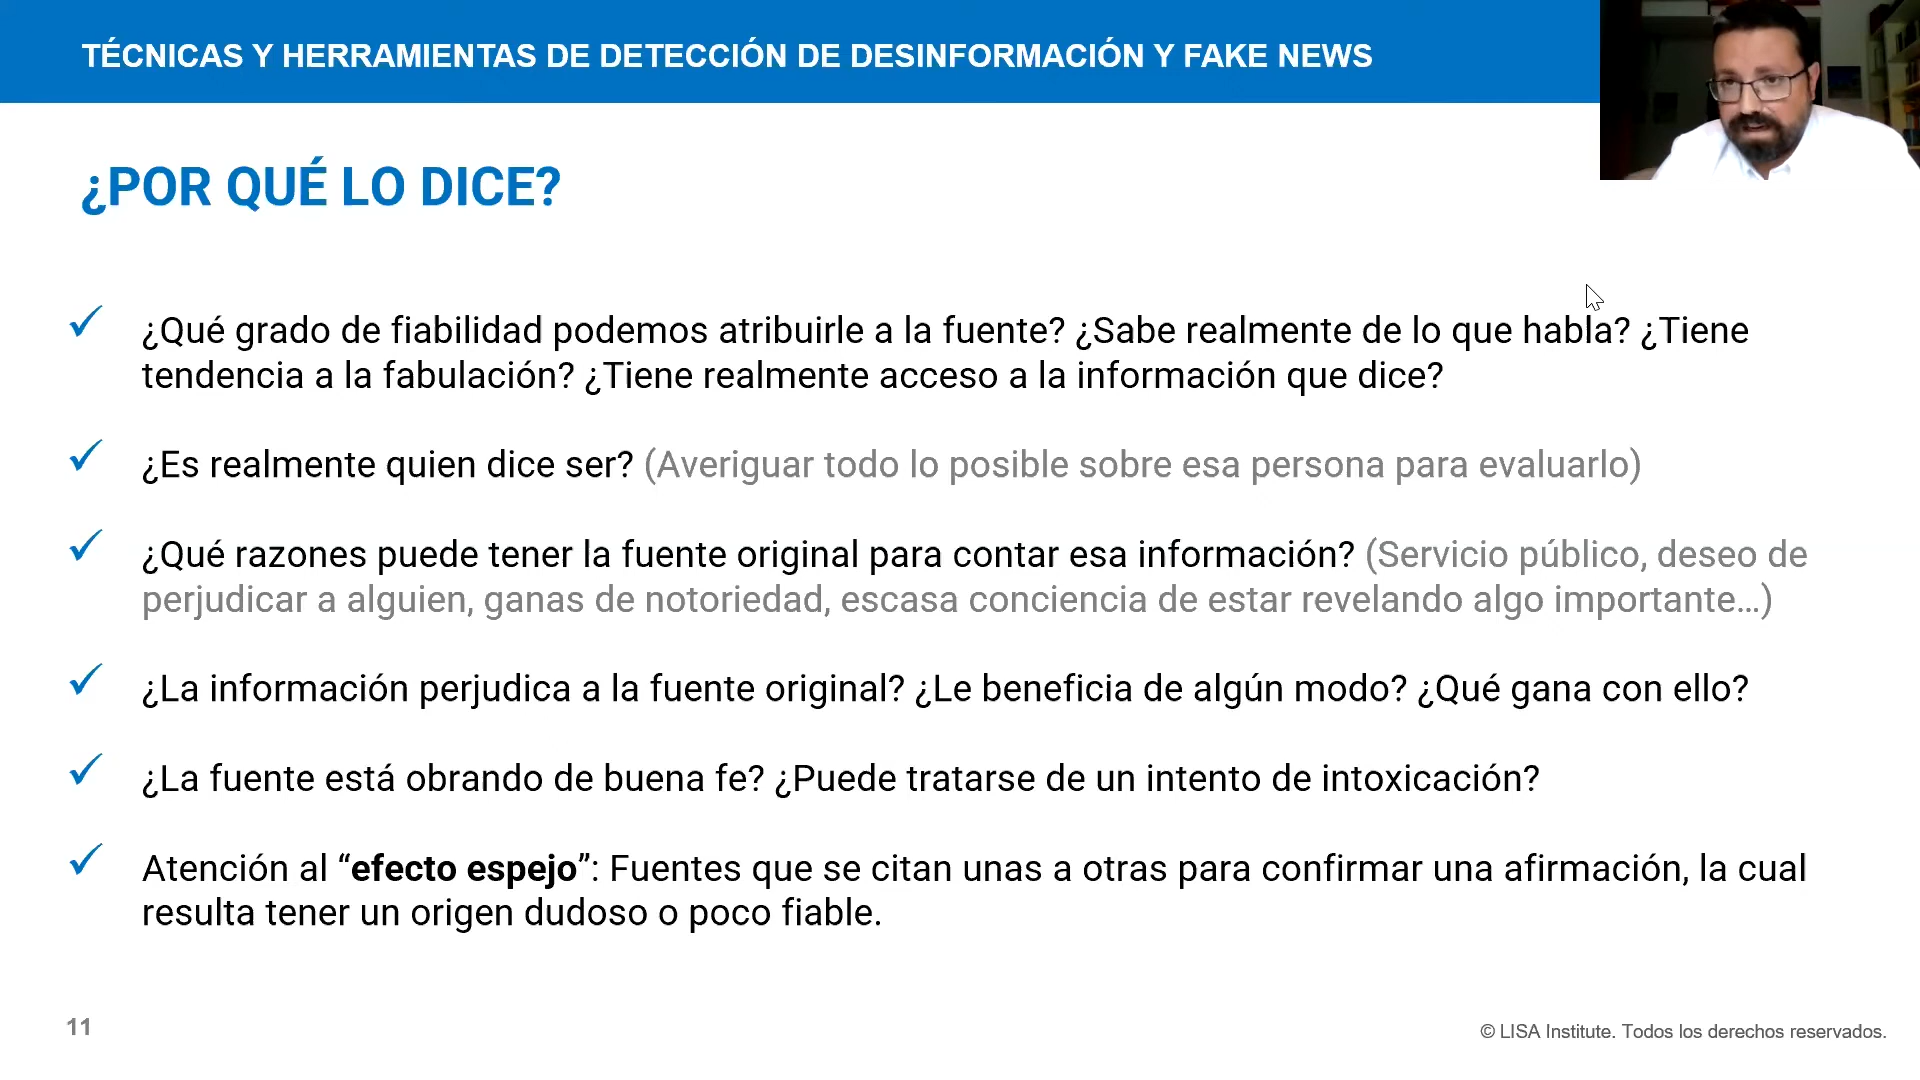 TÉCNICAS Y HERRAMIENTAS DE DETECCIÓN DE DESINFORMACIÓN Y FAKE NEWS
¿POR QUÉ LO DICE?
¿Qué grado de fiabilidad podemos atribuirle a la fuente? ¿Sabe realmente de lo que habla? ¿Tiene
tendencia a la fabulación? ¿Tiene realmente acceso a la información que dice?
¿Es realmente quien dice ser? (Averiguar todo lo posible sobre esa persona para evaluarlo)
¿Qué razones puede tener la fuente original para contar esa información? (Servicio público, deseo de
perjudicar a alguien, ganas de notoriedad, escasa conciencia de estar revelando algo importante…)
¿La información perjudica a la fuente original? ¿Le beneficia de algún modo? ¿Qué gana con ello?
¿La fuente está obrando de buena fe? ¿Puede tratarse de un intento de intoxicación?
Atención al “efecto espejo”: Fuentes que se citan unas a otras para confirmar una afirmación, la cual
resulta tener un origen dudoso o poco fiable.
11
© LISA Institute. Todos los derechos reservados.